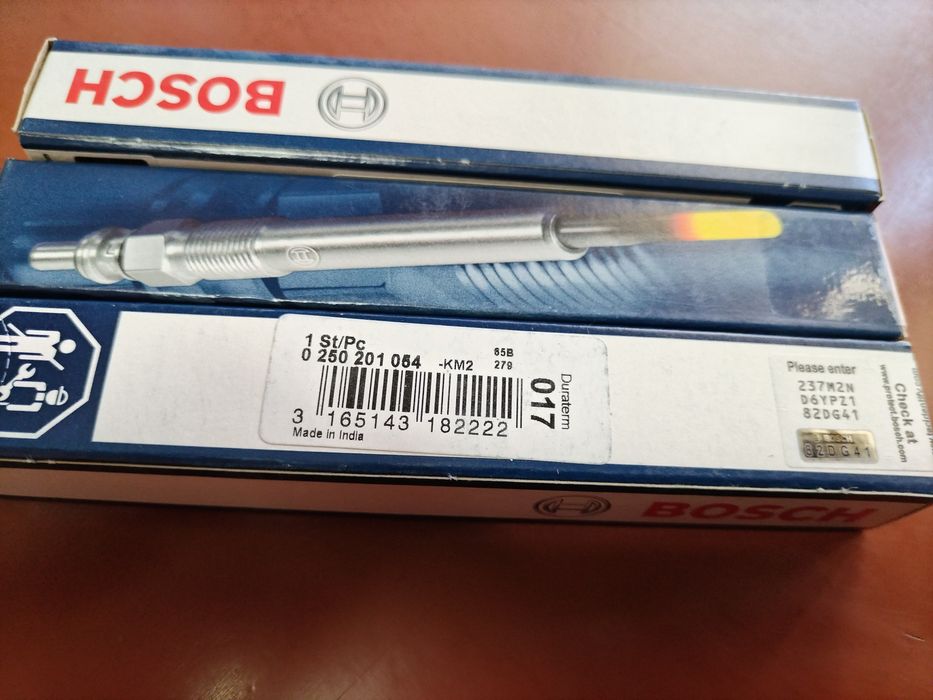 BOSCH
1 St/Pc
0 250 201 054 -KM2
65B
279
3 165143 182222
Made in India
Duraterm
017
Please enter
237M2N
D6YPZ1
82DG41
82DG41
Check at
www.protect.bosch.com
BOSCH